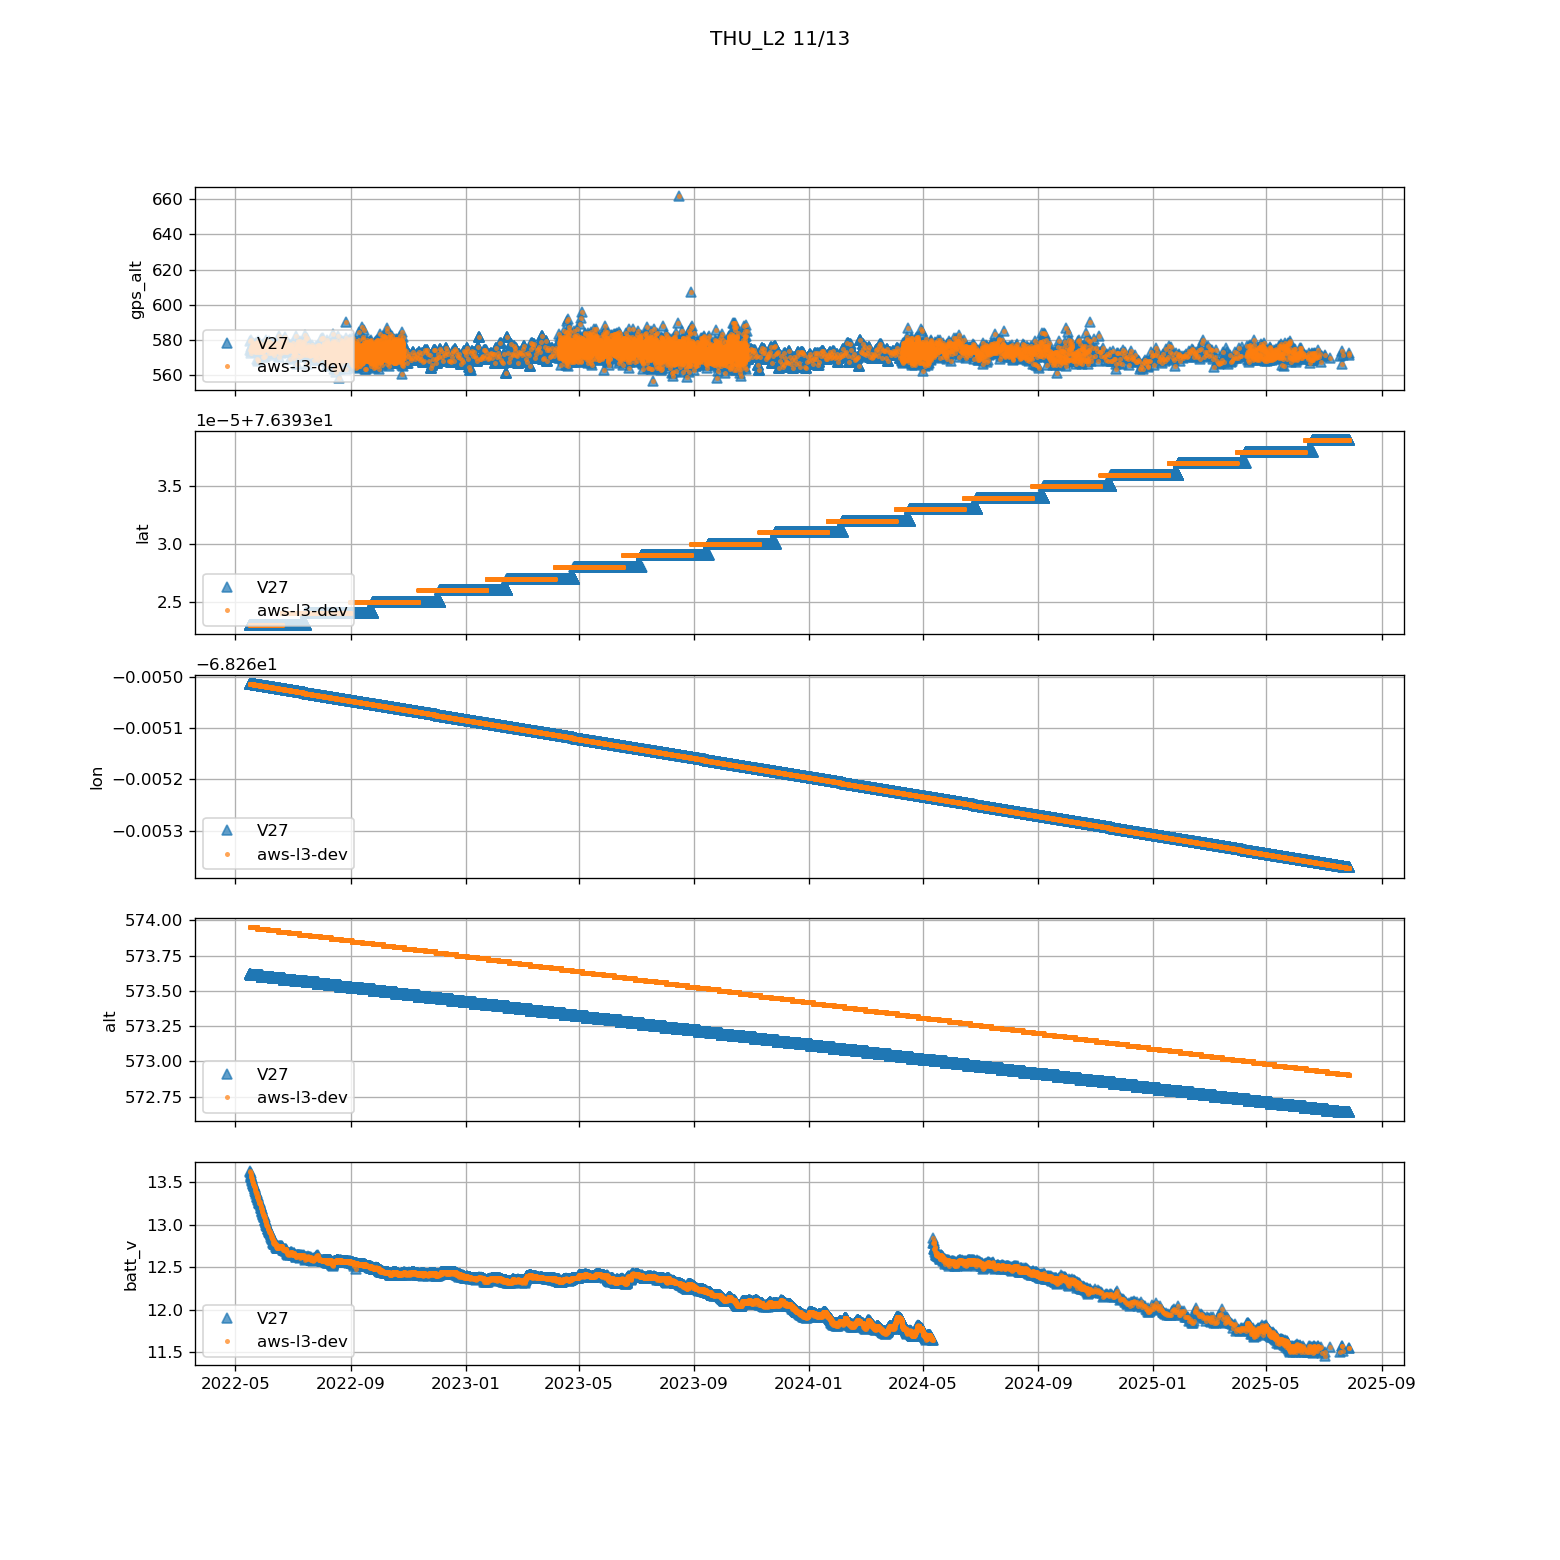 THU_L2 11/13
660
640
620
600
580
560
gps_alt
V27
aws-l3-dev
1e−5+7.6393e1
3.5
3.0
2.5
lat
V27
aws-l3-dev
−6.826e1
−0.0050
−0.0051
−0.0052
−0.0053
lon
V27
aws-l3-dev
574.00
573.75
573.50
573.25
573.00
572.75
alt
V27
aws-l3-dev
13.5
13.0
12.5
12.0
11.5
batt_v
V27
aws-l3-dev
2022-05 2022-09 2023-01 2023-05 2023-09 2024-01 2024-05 2024-09 2025-01 2025-05 2025-09